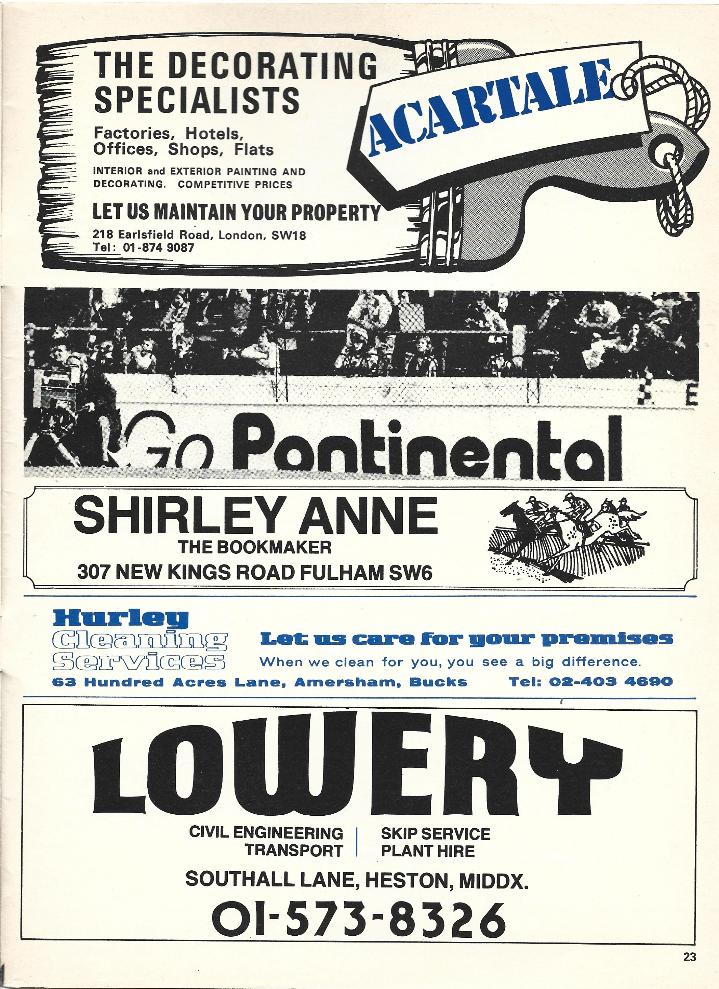 THE DECORATING
SPECIALISTS
ACARTALE
Factories, Hotels,
Offices, Shops, Flats
INTERIOR and EXTERIOR PAINTING AND
DECORATING. COMPETITIVE PRICES
LET US MAINTAIN YOUR PROPERTY
218 Earlsfield Road, London, SW18
Tel: 01-874 9087
E
Go Pontinental
SHIRLEY ANNE
THE BOOKMAKER
307 NEW KINGS ROAD FULHAM SW6
Hurley
Cleaning
Services
Let us care for your premises
When we clean for you, you see a big difference.
63 Hundred Acres Lane, Amersham, Bucks Tel: 02-403 4690
LOWERY
CIVIL ENGINEERING
TRANSPORT
SKIP SERVICE
PLANT HIRE
SOUTHALL LANE, HESTON, MIDDX.
01-573-8326
23